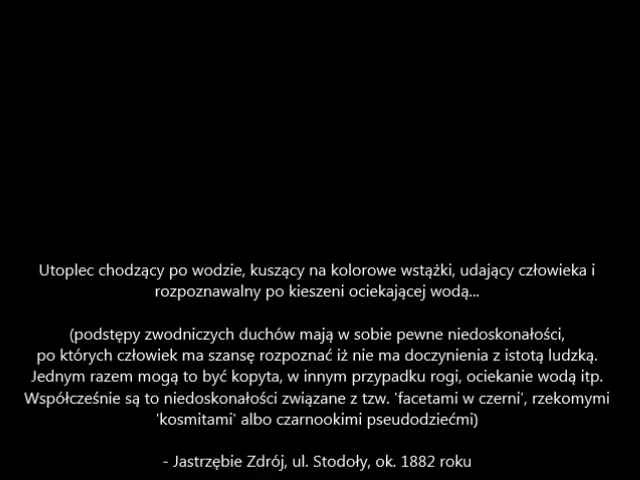 Utoplec chodzący po wodzie, kuszący na kolorowe wstążki, udający człowieka i
rozpoznawalny po kieszeni ociekającej wodą...
(podstępy zwodniczych duchów mają w sobie pewne niedoskonałości,
po których człowiek ma szansę rozpoznać iż nie ma doczynienia z istotą ludzką.
Jednym razem mogą to być kopyta, w innym przypadku rogi, ociekanie wodą itp.
Współcześnie są to niedoskonałości związane z tzw. 'facetami w czerni', rzekomymi
'kosmitami' albo czarnookimi pseudodziećmi)
- Jastrzębie Zdrój, ul. Stodoły, ok. 1882 roku